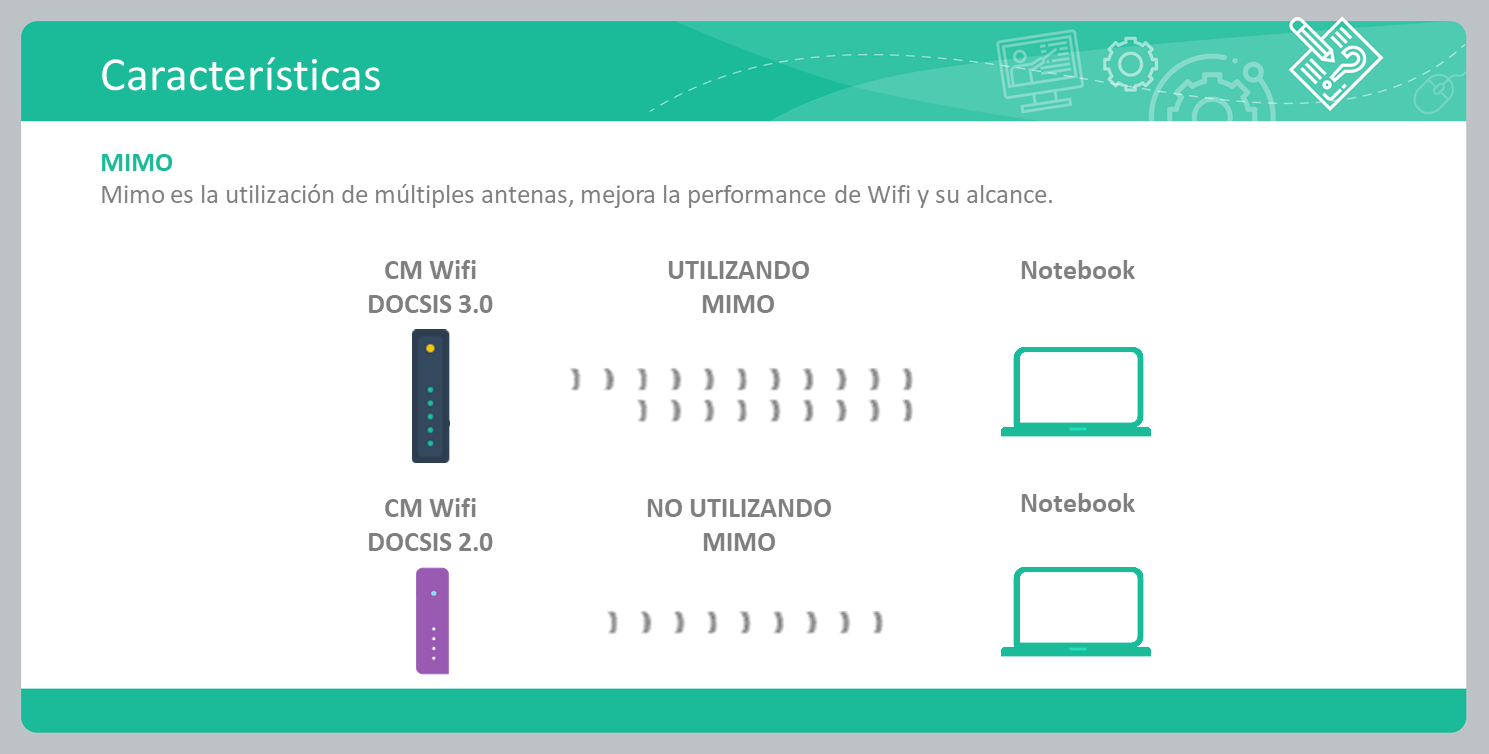 Características
MIMO
Mimo es la utilización de múltiples antenas, mejora la performance de Wifi y su alcance.
CM Wifi
DOCSIS 3.0
UTILIZANDO
MIMO
Notebook
CM Wifi
DOCSIS 2.0
NO UTILIZANDO
MIMO
Notebook